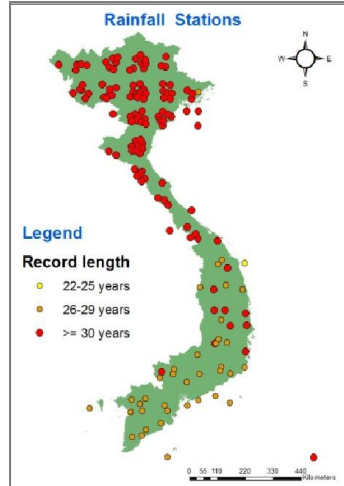 Rainfall Stations
N
W E
S
Legend
Record length
22-25 years
26-29 years
>= 30 years
0 55 110 220 330 440
Kilometers